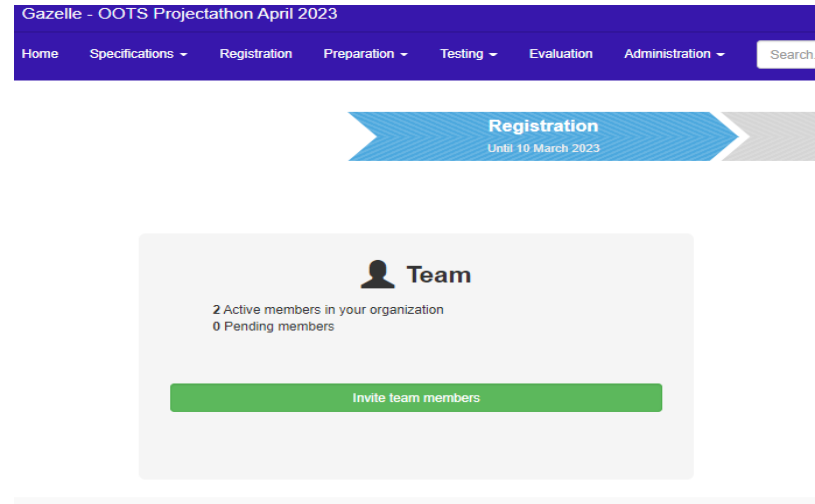 Gazelle - OOTS Projectathon April 2023
Home Specifications Registration Preparation Testing Evaluation Administration Search.
Registration
Until 10 March 2023
Team
2 Active members in your organization
0 Pending members
Invite team members